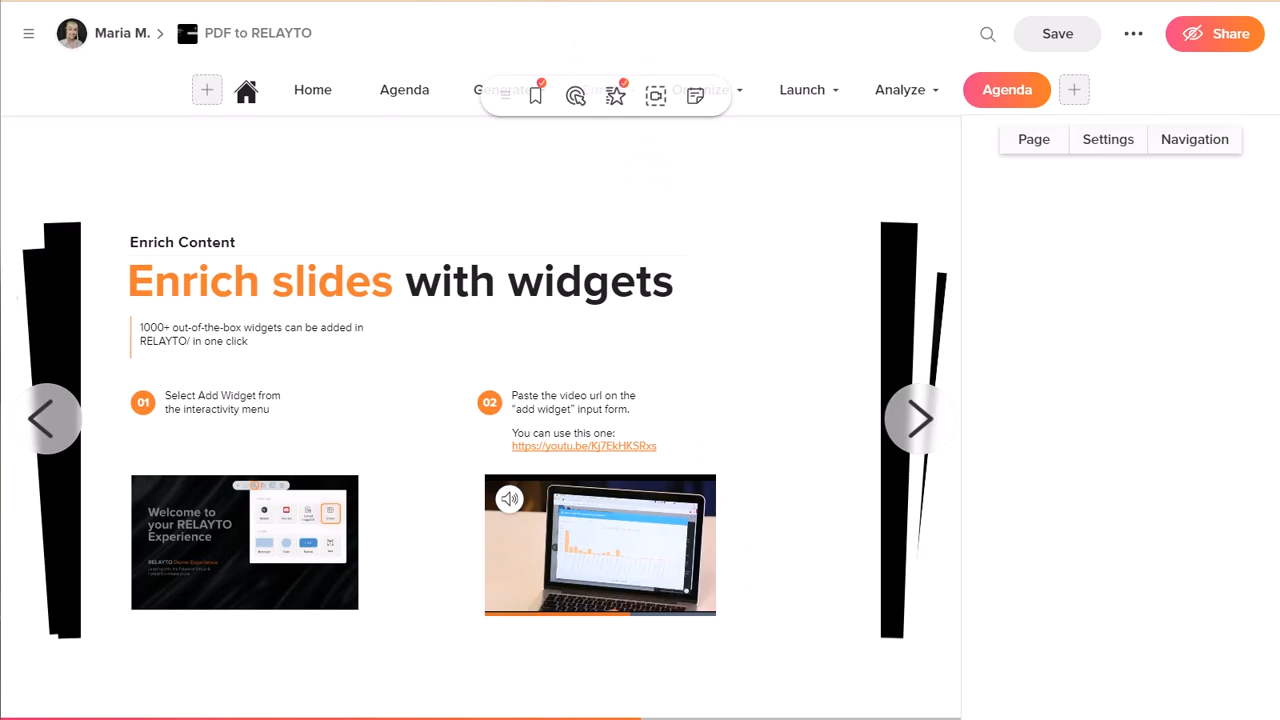 Maria M.
PDF to RELAYTO
Save
Share
Home
Agenda
Launch
Analyze
Agenda
Page
Settings
Navigation
Enrich Content
Enrich slides with widgets
1000+ out-of-the-box widgets can be added in
RELAYTO/ in one click
01
Select Add Widget from
the interactivity menu
02
Paste the video url on the
“add widget” input form.
You can use this one:
https://youtu.be/Kj7EkHKSRxs
Welcome to
your RELAYTO
Experience